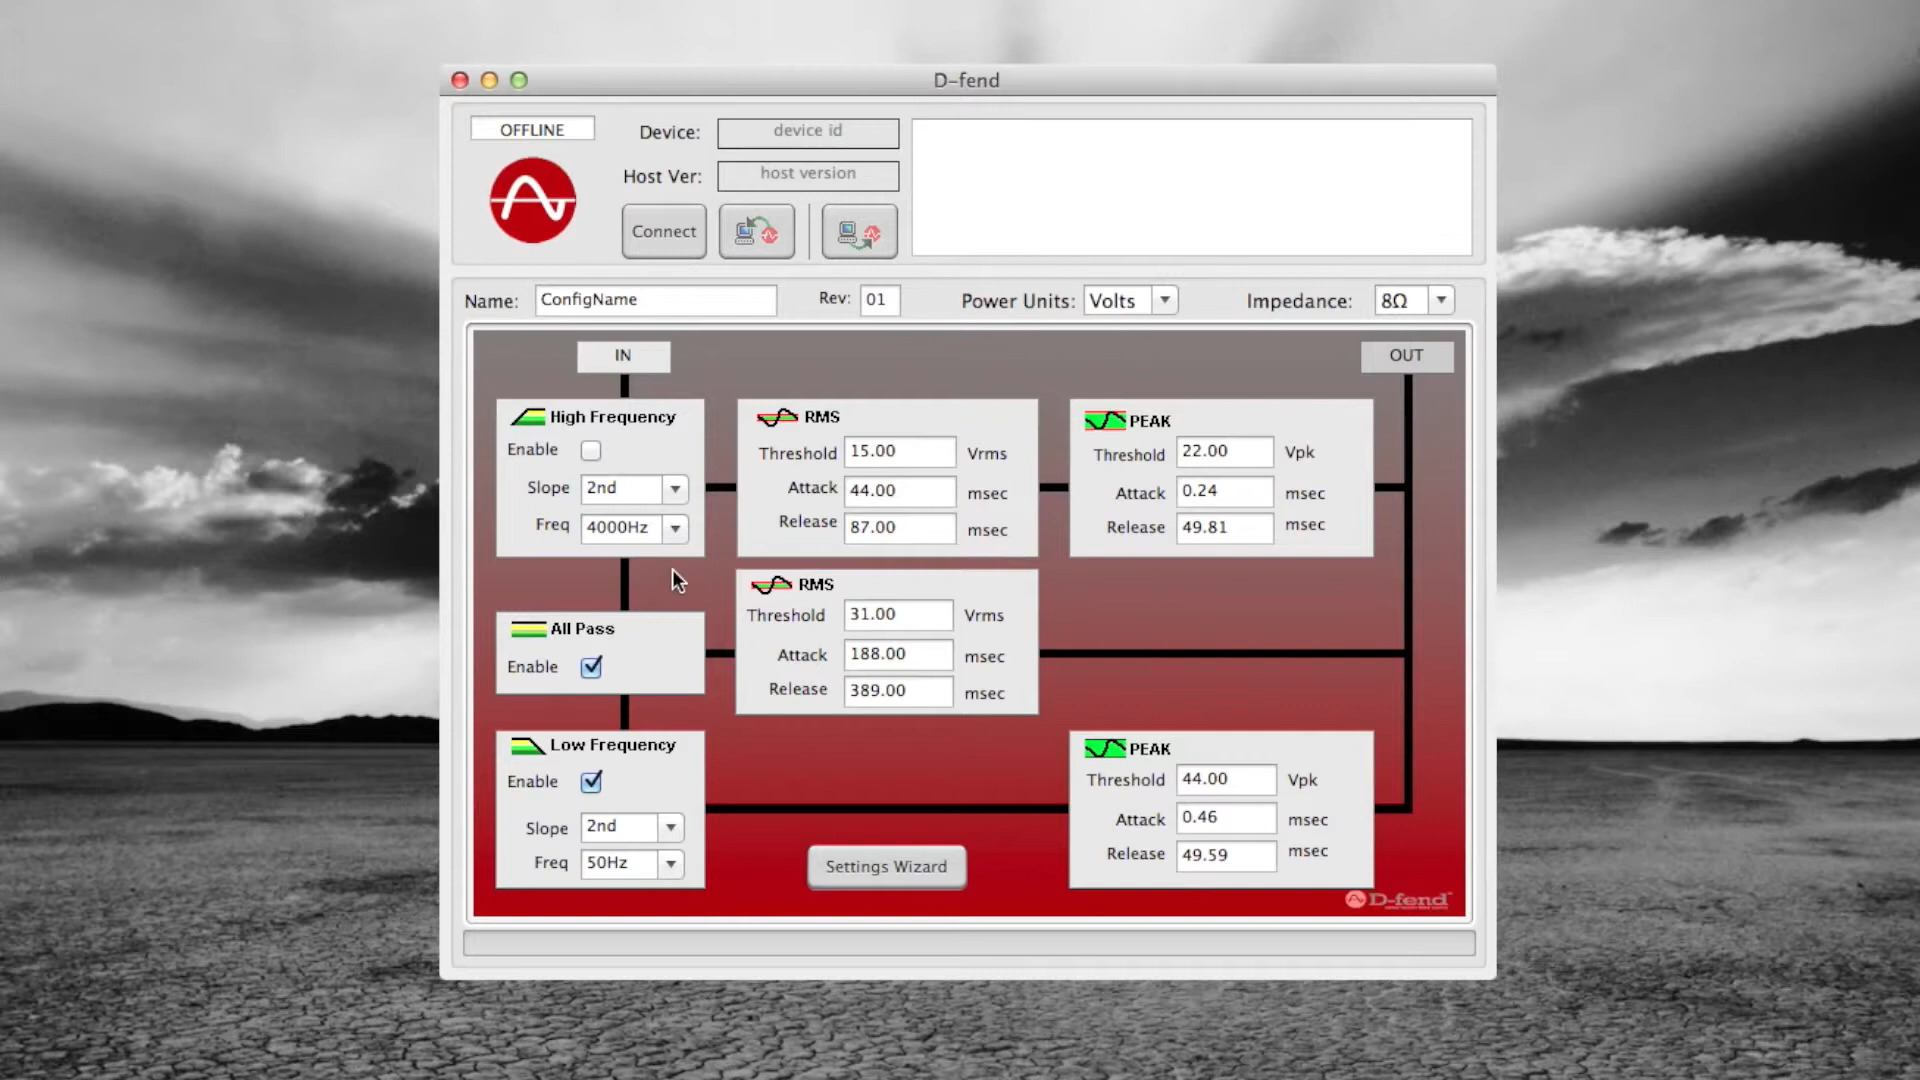 D-fend
OFFLINE
Device:
device id
Host Ver:
host version
Connect
Name:
ConfigName
Rev:
01
Power Units:
Volts
Impedance:
8Ω
IN
OUT
High Frequency
Enable
Slope
2nd
Freq
4000Hz
RMS
Threshold
15.00
Vrms
Attack
44.00
msec
Release
87.00
msec
PEAK
Threshold
22.00
Vpk
Attack
0.24
msec
Release
49.81
msec
All Pass
Enable
RMS
Threshold
31.00
Vrms
Attack
188.00
msec
Release
389.00
msec
Low Frequency
Enable
Slope
2nd
Freq
50Hz
Settings Wizard
PEAK
Threshold
44.00
Vpk
Attack
0.46
msec
Release
49.59
msec
D-fend